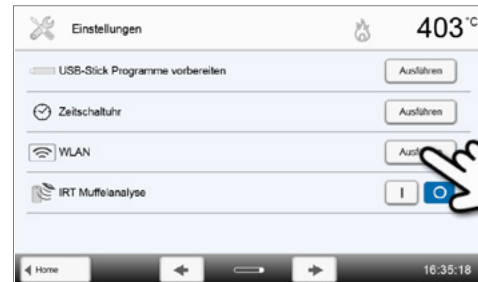 Einstellungen
403 °C
USB-Stick Programme vorbereiten
Ausführen
Zeitschaltuhr
Ausführen
WLAN
IRT Muffelanalyse
I
O
Home
16:35:18